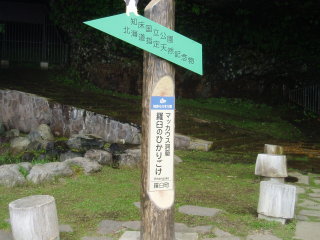 知床国立公園
北海道指定天然記念物
マッカウス洞窟
羅臼のひかりごけ
羅臼町